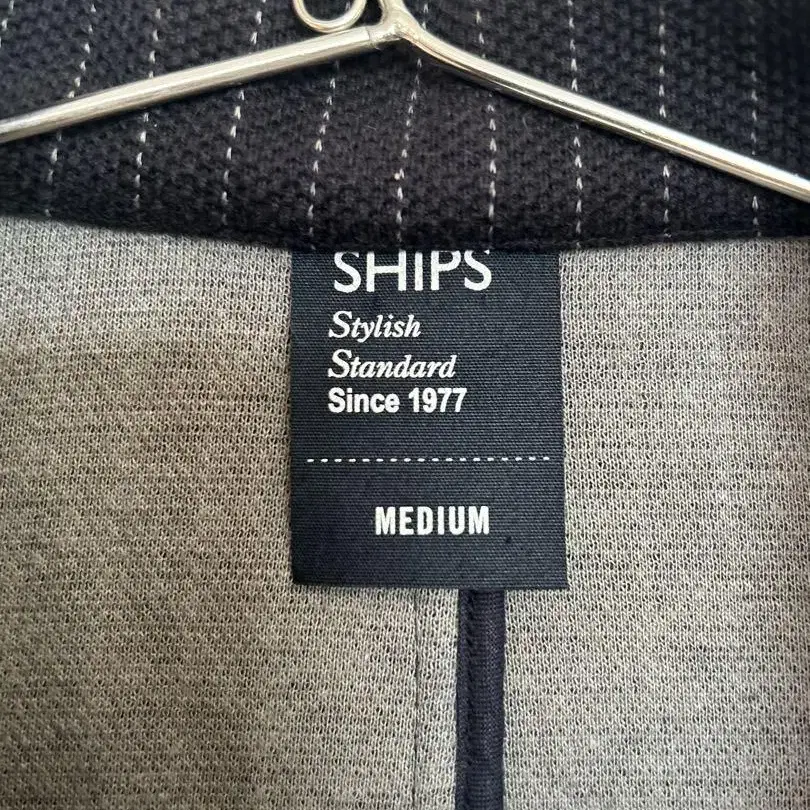 SHIPS
Stylish
Standard
Since 1977
MEDIUM